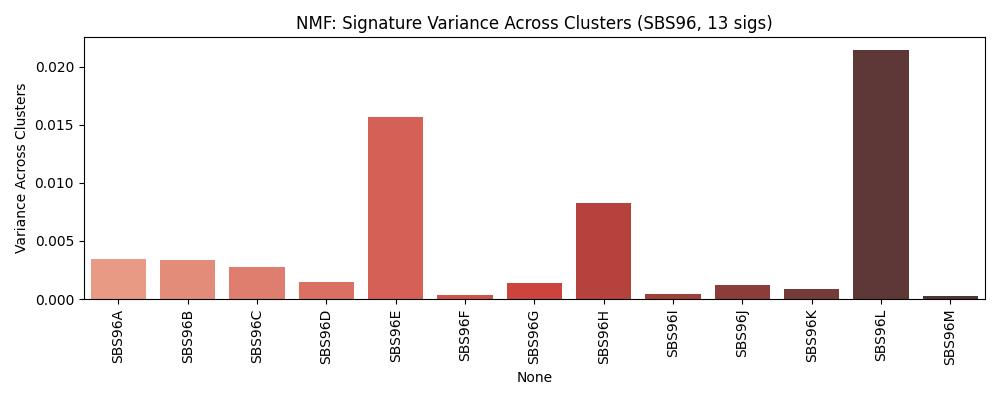 NMF: Signature Variance Across Clusters (SBS96, 13 sigs)
Variance Across Clusters
0.020
0.015
0.010
0.005
0.000
SBS96A
SBS96B
SBS96C
SBS96D
SBS96E
SBS96F
SBS96G
SBS96H
SBS96I
SBS96J
SBS96K
SBS96L
SBS96M
None